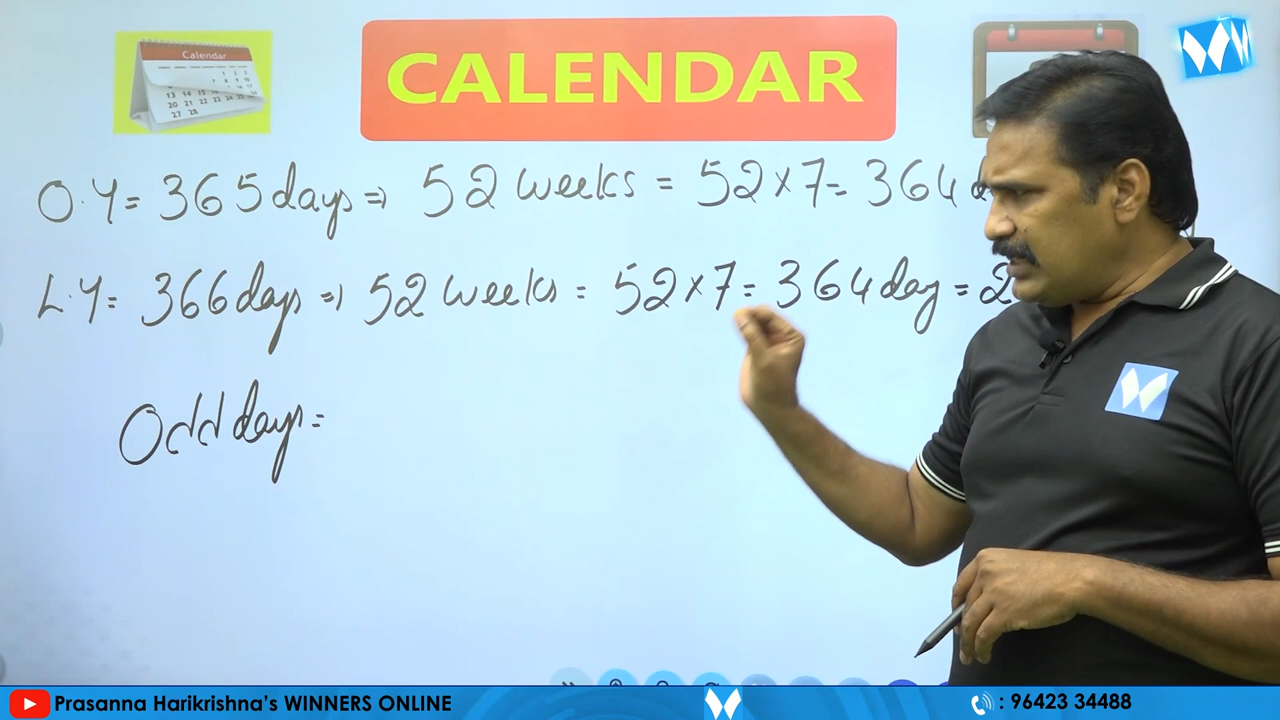 Calendar
CALENDAR
O.Y = 365 days ⇒ 52 weeks = 52 × 7 = 364 d
L.Y = 366 days ⇒ 52 weeks = 52 × 7 = 364 day = 2
Odd days =
Prasanna Harikrishna's WINNERS ONLINE
: 96423 34488